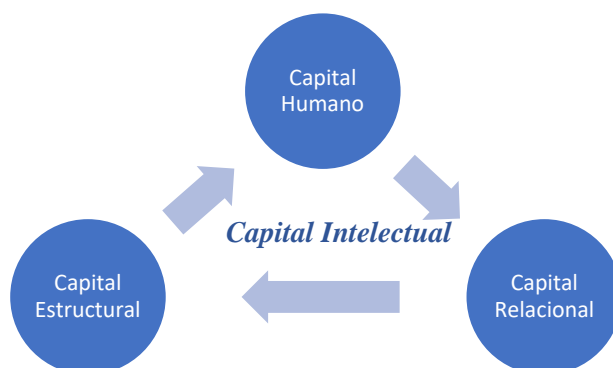 Capital
Humano
Capital Intelectual
Capital
Estructural
Capital
Relacional